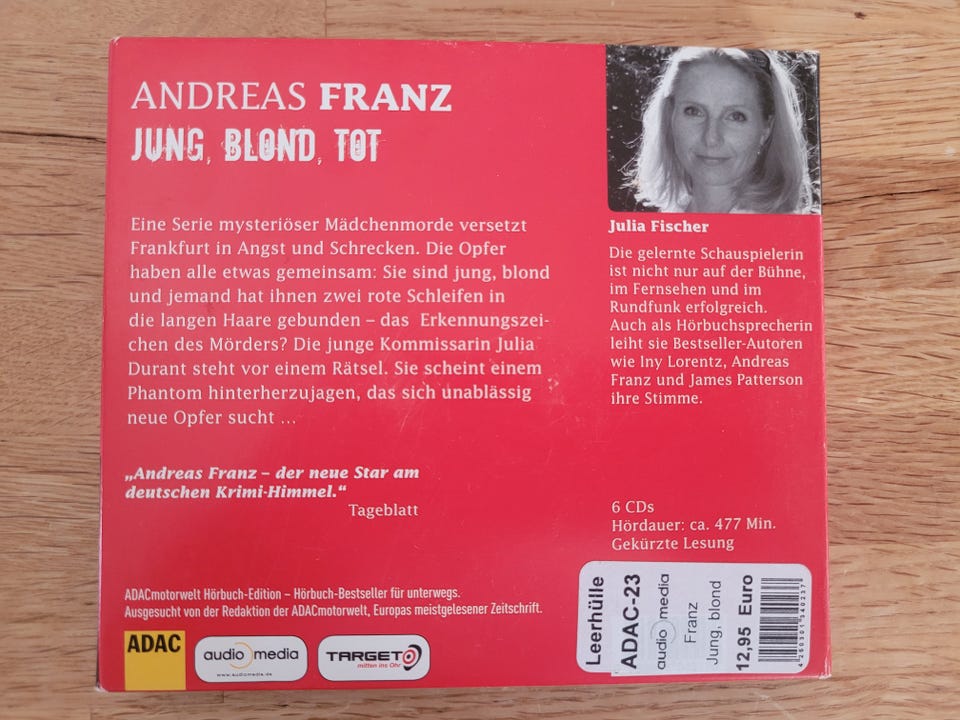 ANDREAS FRANZ
JUNG, BLOND, TOT
Eine Serie mysteriöser Mädchenmorde versetzt
Frankfurt in Angst und Schrecken. Die Opfer
haben alle etwas gemeinsam: Sie sind jung, blond
und jemand hat ihnen zwei rote Schleifen in
die langen Haare gebunden – das Erkennungszei-
chen des Mörders? Die junge Kommissarin Julia
Durant steht vor einem Rätsel. Sie scheint einem
Phantom hinterherzujagen, das sich unablässig
neue Opfer sucht ...
„Andreas Franz – der neue Star am
deutschen Krimi-Himmel.“
Tageblatt
Julia Fischer
Die gelernte Schauspielerin
ist nicht nur auf der Bühne,
im Fernsehen und im
Rundfunk erfolgreich.
Auch als Hörbuchsprecherin
leiht sie Bestseller-Autoren
wie Iny Lorentz, Andreas
Franz und James Patterson
ihre Stimme.
6 CDs
Hördauer: ca. 477 Min.
Gekürzte Lesung
ADACmotorwelt Hörbuch-Edition – Hörbuch-Bestseller für unterwegs.
Ausgesucht von der Redaktion der ADACmotorwelt, Europas meistgelesener Zeitschrift.
ADAC
audio media
www.audiomedia.de
TARGET
mitten ins Ohr
Leerhülle
ADAC-23
audio media
Franz
Jung, blond
12,95 Euro
4 260301 340237